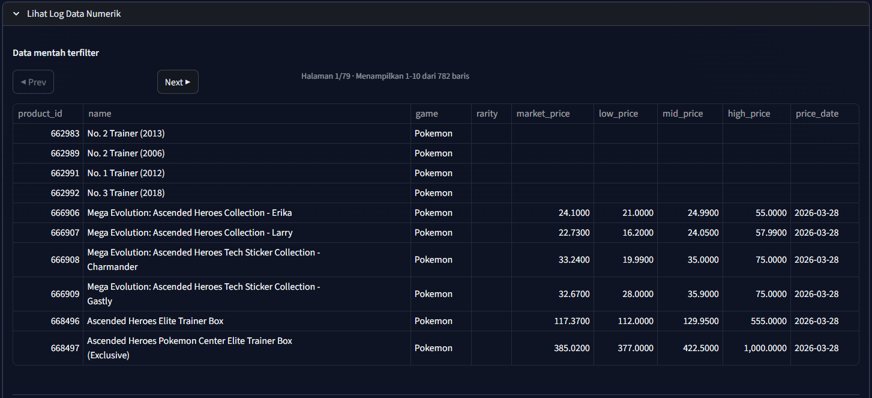 Lihat Log Data Numerik
Data mentah terfilter
◄ Prev
Next ►
Halaman 1/79 · Menampilkan 1-10 dari 782 baris
product_id name game rarity market_price low_price mid_price high_price price_date
662983 No. 2 Trainer (2013) Pokemon
662989 No. 2 Trainer (2006) Pokemon
662991 No. 1 Trainer (2012) Pokemon
662992 No. 3 Trainer (2018) Pokemon
666906 Mega Evolution: Ascended Heroes Collection - Erika Pokemon 24.1000 21.0000 24.9900 55.0000 2026-03-28
666907 Mega Evolution: Ascended Heroes Collection - Larry Pokemon 22.7300 16.2000 24.0500 57.9900 2026-03-28
666908 Mega Evolution: Ascended Heroes Tech Sticker Collection - Pokemon 33.2400 19.9900 35.0000 75.0000 2026-03-28
Charmander
666909 Mega Evolution: Ascended Heroes Tech Sticker Collection - Pokemon 32.6700 28.0000 35.9000 75.0000 2026-03-28
Gastly
668496 Ascended Heroes Elite Trainer Box Pokemon 117.3700 112.0000 129.9500 555.0000 2026-03-28
668497 Ascended Heroes Pokemon Center Elite Trainer Box Pokemon 385.0200 377.0000 422.5000 1,000.0000 2026-03-28
(Exclusive)